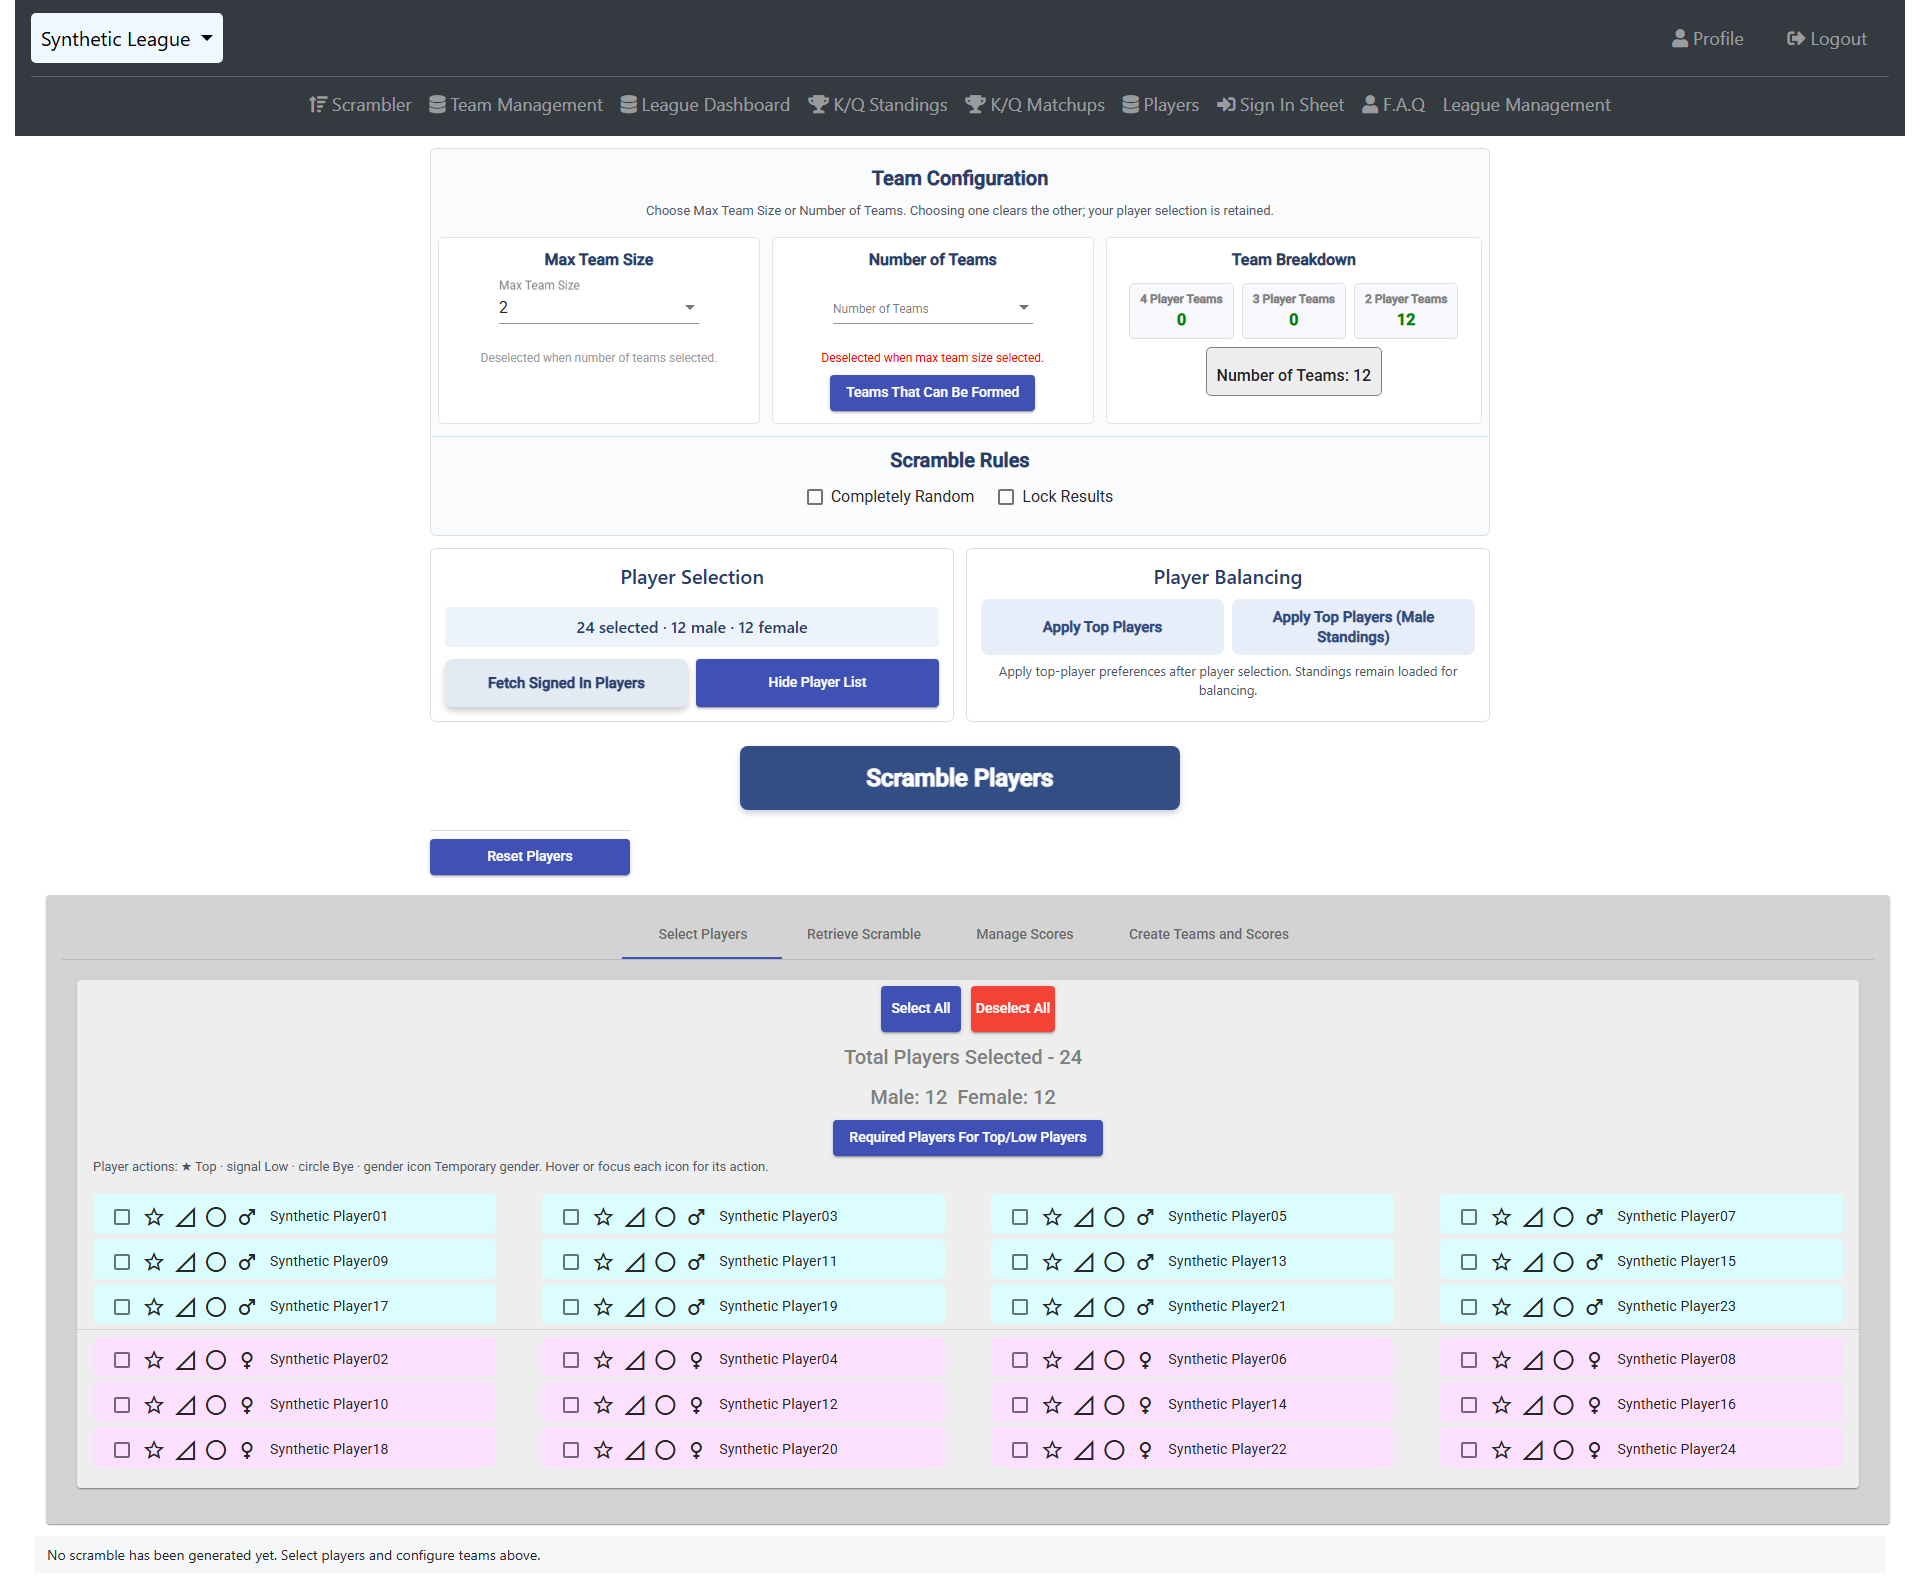 Synthetic League
Profile
Logout
Scrambler
Team Management
League Dashboard
K/Q Standings
K/Q Matchups
Players
Sign In Sheet
F.A.Q
League Management
Team Configuration
Choose Max Team Size or Number of Teams. Choosing one clears the other; your player selection is retained.
Max Team Size
Max Team Size
2
Deselected when number of teams selected.
Number of Teams
Number of Teams
Deselected when max team size selected.
Teams That Can Be Formed
Team Breakdown
4 Player Teams
0
3 Player Teams
0
2 Player Teams
12
Number of Teams: 12
Scramble Rules
Completely Random
Lock Results
Player Selection
24 selected · 12 male · 12 female
Fetch Signed In Players
Hide Player List
Player Balancing
Apply Top Players
Apply Top Players (Male
Standings)
Apply top-player preferences after player selection. Standings remain loaded for
balancing.
Scramble Players
Reset Players
Select Players
Retrieve Scramble
Manage Scores
Create Teams and Scores
Select All
Deselect All
Total Players Selected - 24
Male: 12 Female: 12
Required Players For Top/Low Players
Player actions: ★ Top · signal Low · circle Bye · gender icon Temporary gender. Hover or focus each icon for its action.
Synthetic Player01
Synthetic Player03
Synthetic Player05
Synthetic Player07
Synthetic Player09
Synthetic Player11
Synthetic Player13
Synthetic Player15
Synthetic Player17
Synthetic Player19
Synthetic Player21
Synthetic Player23
Synthetic Player02
Synthetic Player04
Synthetic Player06
Synthetic Player08
Synthetic Player10
Synthetic Player12
Synthetic Player14
Synthetic Player16
Synthetic Player18
Synthetic Player20
Synthetic Player22
Synthetic Player24
No scramble has been generated yet. Select players and configure teams above.